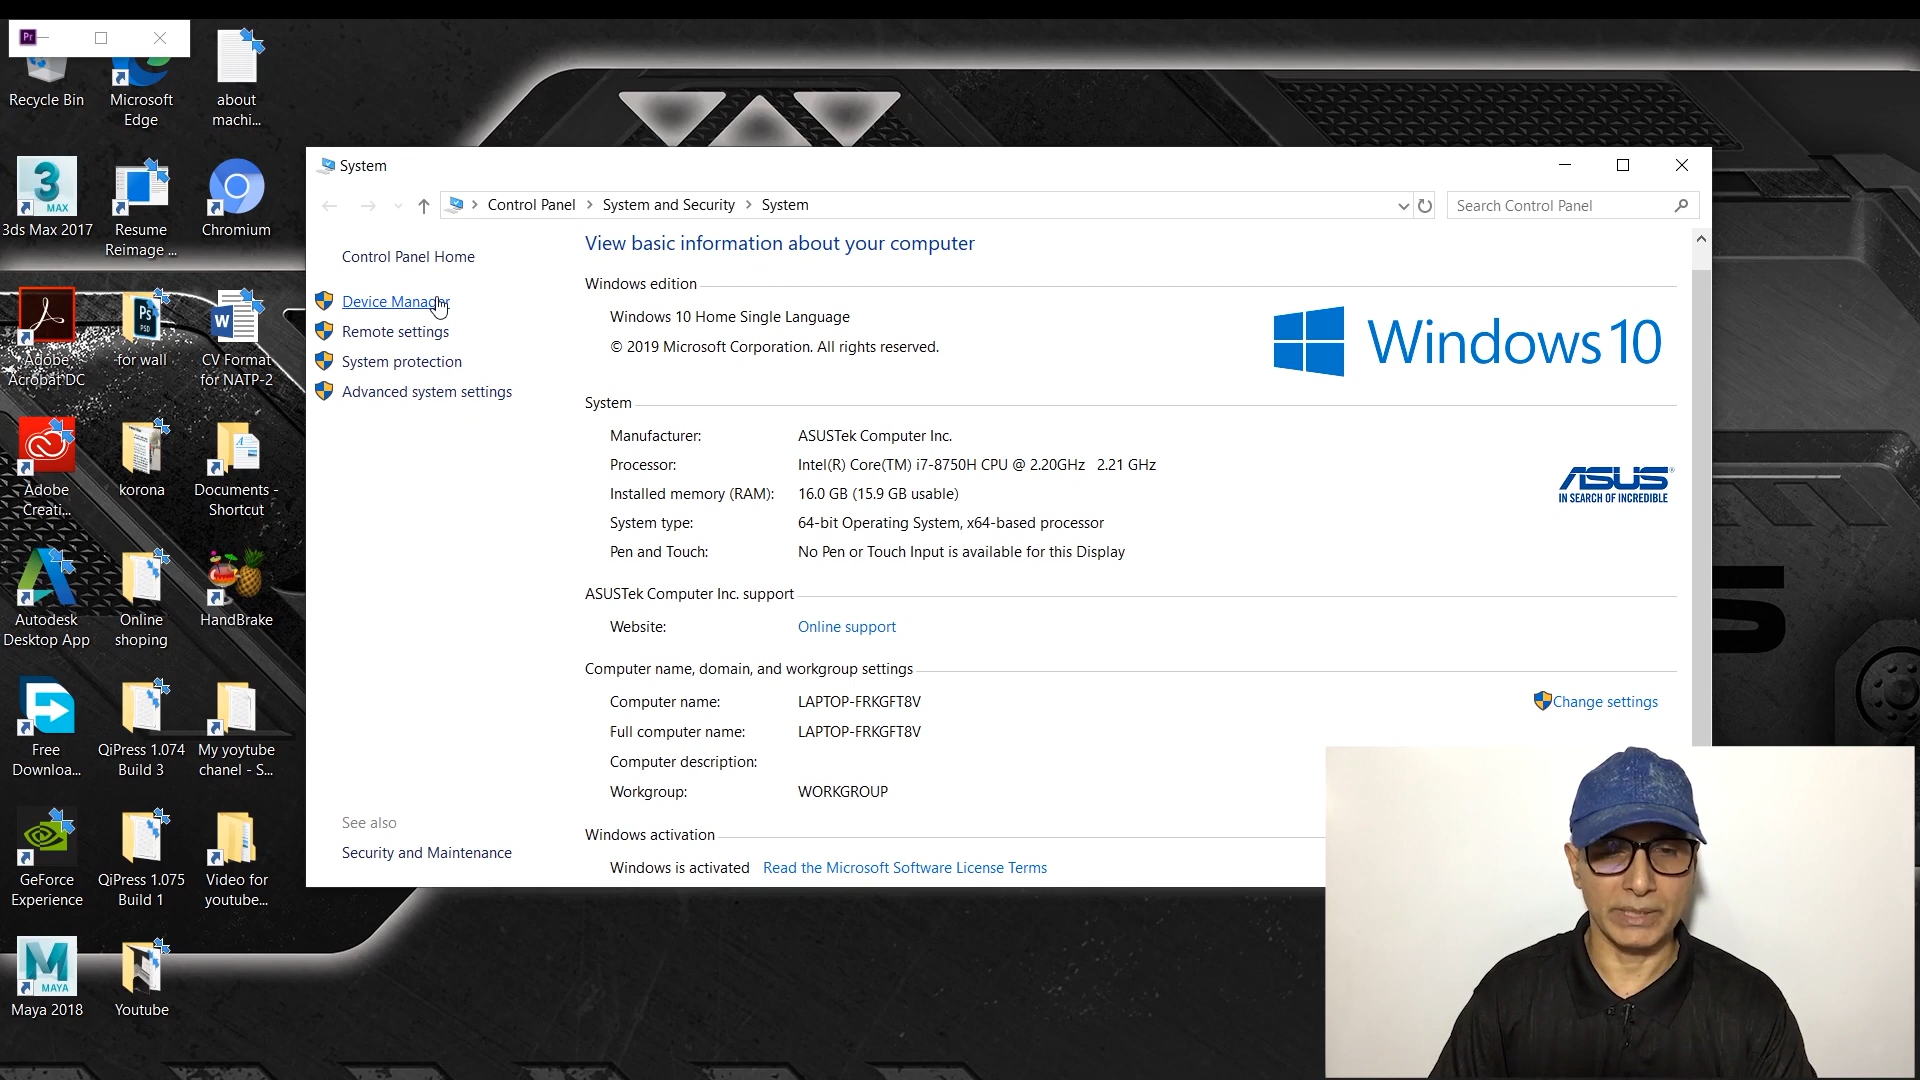 Pr
Recycle Bin
Microsoft
Edge
about
machi...
3
MAX
3ds Max 2017
Resume
Reimage ...
Chromium
Adobe
Acrobat DC
Ps
PSD
for wall
W
CV Format
for NATP-2
Adobe
Creati...
korona
Documents -
Shortcut
Autodesk
Desktop App
Online
shoping
HandBrake
Free
Downloa...
QiPress 1.074
Build 3
My yoytube
chanel - S...
GeForce
Experience
QiPress 1.075
Build 1
Video for
youtube...
M
MAYA
Maya 2018
Youtube
System
Control Panel
System and Security
System
Search Control Panel
Control Panel Home
Device Manager
Remote settings
System protection
Advanced system settings
See also
Security and Maintenance
View basic information about your computer
Windows edition
Windows 10 Home Single Language
© 2019 Microsoft Corporation. All rights reserved.
Windows 10
System
Manufacturer: ASUSTek Computer Inc.
Processor: Intel(R) Core(TM) i7-8750H CPU @ 2.20GHz 2.21 GHz
Installed memory (RAM): 16.0 GB (15.9 GB usable)
System type: 64-bit Operating System, x64-based processor
Pen and Touch: No Pen or Touch Input is available for this Display
ASUS
IN SEARCH OF INCREDIBLE
ASUSTek Computer Inc. support
Website: Online support
Computer name, domain, and workgroup settings
Computer name: LAPTOP-FRKGFT8V
Change settings
Full computer name: LAPTOP-FRKGFT8V
Computer description:
Workgroup: WORKGROUP
Windows activation
Windows is activated Read the Microsoft Software License Terms